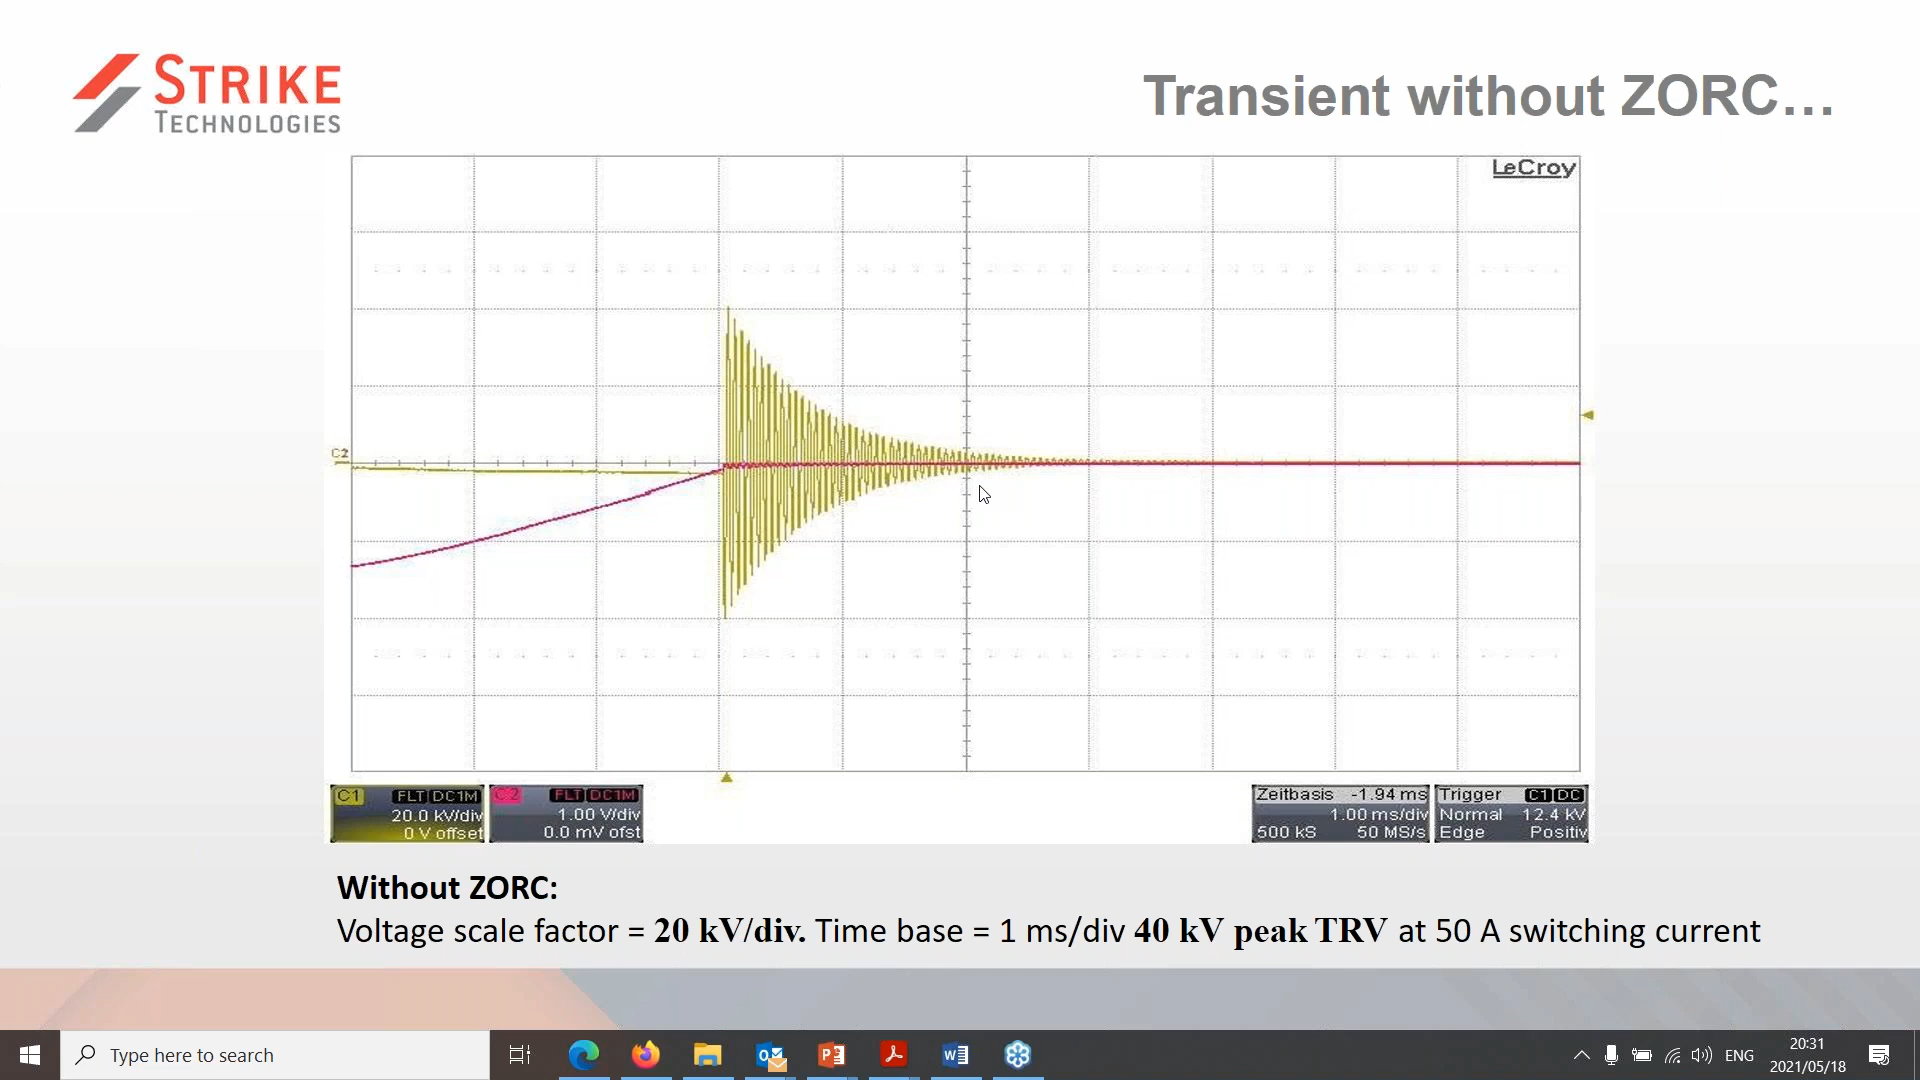 STRIKE
TECHNOLOGIES
Transient without ZORC...
LeCroy
C2
C1 FLT DC1M
20.0 kV/div
0 V offset
C2 FLT DC1M
1.00 V/div
0.0 mV ofst
Zeitbasis -1.94 ms
1.00 ms/div
500 kS 50 MS/s
Trigger C1 DC
Normal 12.4 kV
Edge Positiv
Without ZORC:
Voltage scale factor = 20 kV/div. Time base = 1 ms/div 40 kV peak TRV at 50 A switching current
Type here to search
ENG
20:31
2021/05/18